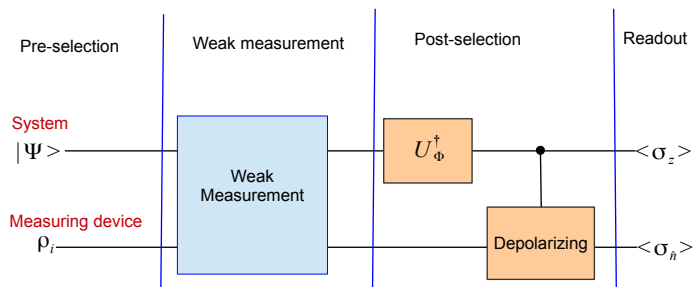 Pre-selection
Weak measurement
Post-selection
Readout
System
|Ψ>
Weak
Measurement
U†Φ
<σz>
Measuring device
ρi
Depolarizing
<σn̂>